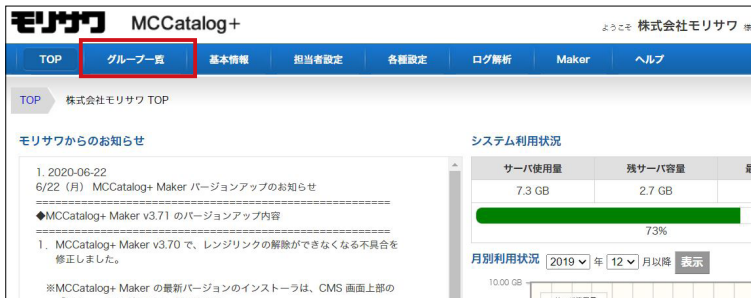 モリサワ MCCatalog+
ようこそ 株式会社モリサワ 様
TOP グループ一覧 基本情報 担当者設定 各種設定 ログ解析 Maker ヘルプ
TOP 株式会社モリサワ TOP
モリサワからのお知らせ
1. 2020-06-22
6/22（月） MCCatalog+ Maker バージョンアップのお知らせ
================================================
◆MCCatalog+ Maker v3.71 のバージョンアップ内容
================================================
1. MCCatalog+ Maker v3.70 で、レンジリンクの解除ができなくなる不具合を
修正しました。
※MCCatalog+ Maker の最新バージョンのインストーラは、CMS 画面上部の
システム利用状況
サーバ使用量 残サーバ容量
7.3 GB 2.7 GB
73%
月別利用状況 2019 年 12 月以降 表示
10.00 GB